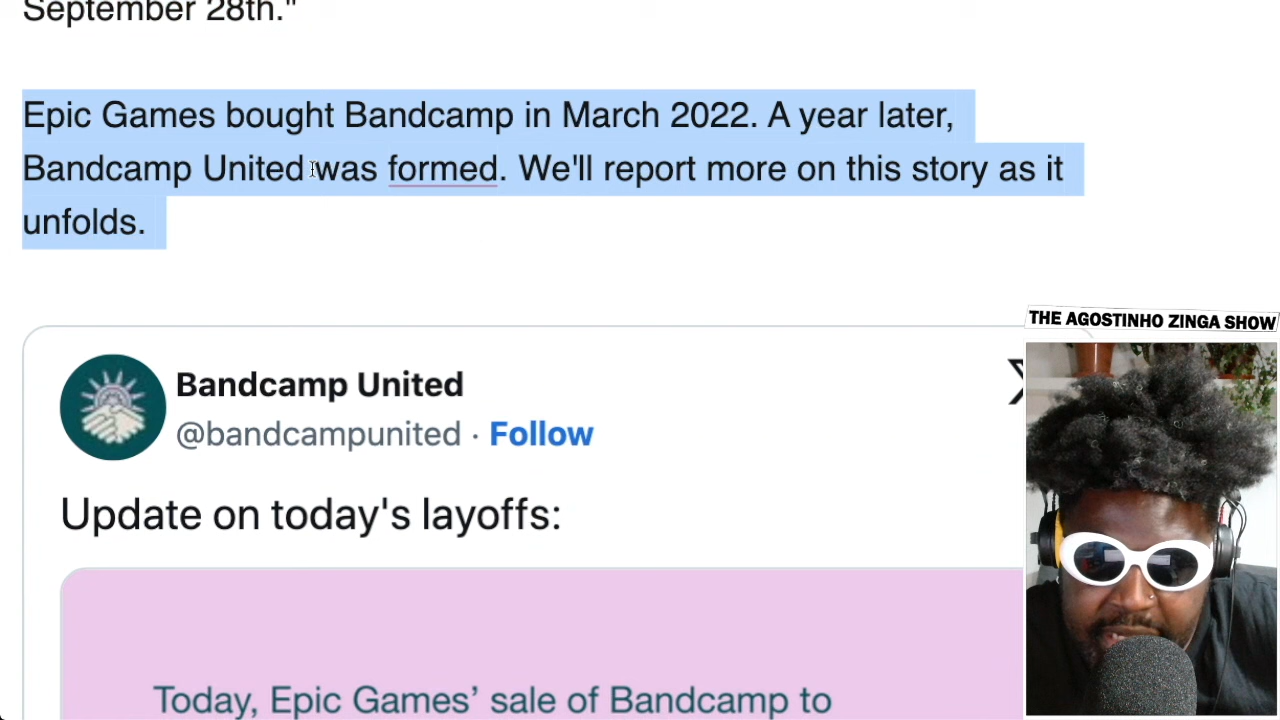 September 28th."
Epic Games bought Bandcamp in March 2022. A year later,
Bandcamp United was formed. We'll report more on this story as it
unfolds.
THE AGOSTINHO ZINGA SHOW
Bandcamp United
@bandcampunited · Follow
Update on today's layoffs:
Today, Epic Games’ sale of Bandcamp to